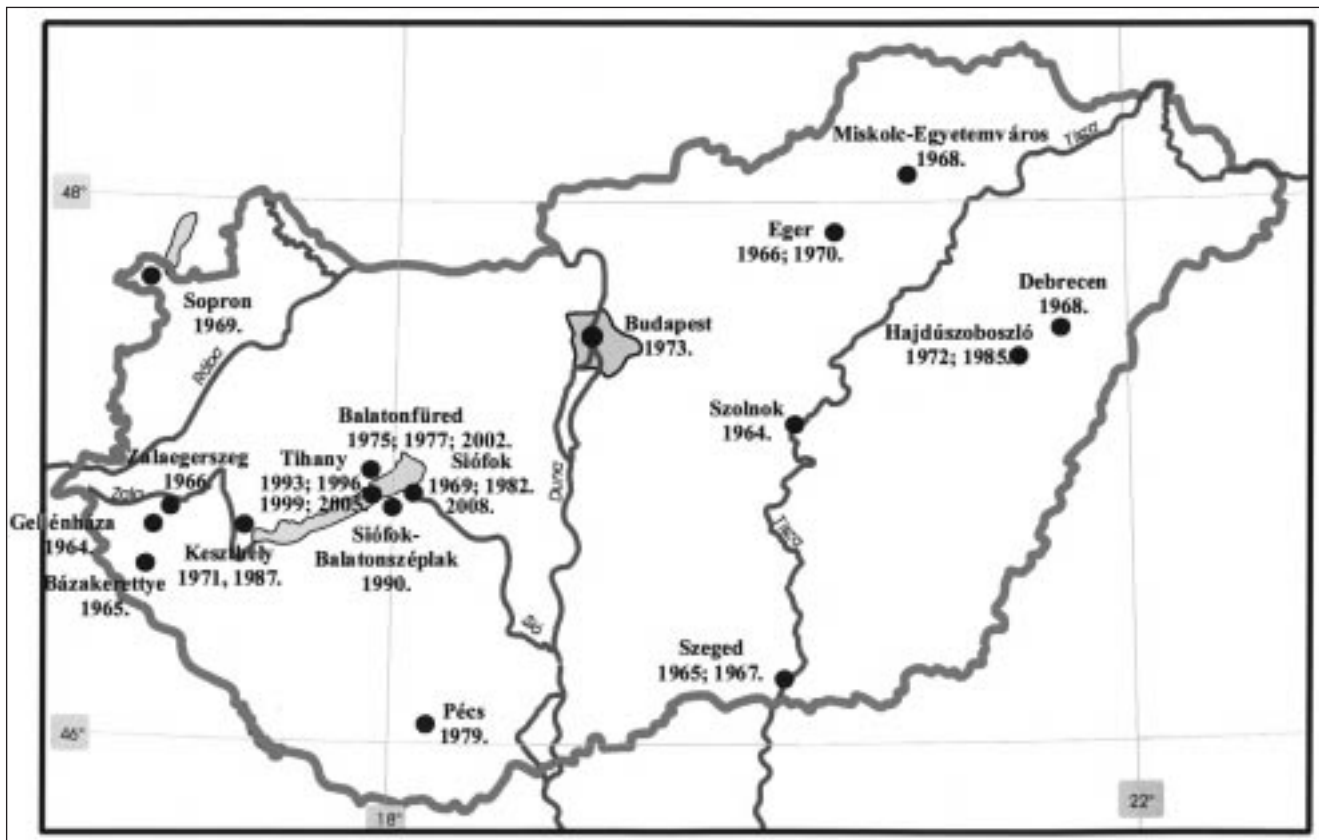 Miskolc-Egyetemváros
1968.
Tisza
48°
Eger
1966; 1970.
Debrecen
1968.
Sopron
1969.
Budapest
1973.
Hajdúszoboszló
1972; 1985.
Rába
Szolnok
1964.
Balatonfüred
1975; 1977; 2002.
Zalaegerszeg
1966.
Tihany
1993; 1996
1999; 2005.
Siófok
1969; 1982.
2008.
Duna
Zala
Gellénháza
1964.
Keszthely
1971, 1987.
Siófok-
Balatonszéplak
1990.
Tisza
Bázakerettye
1965.
Sió
Szeged
1965; 1967.
Pécs
1979.
46°
18°
22°